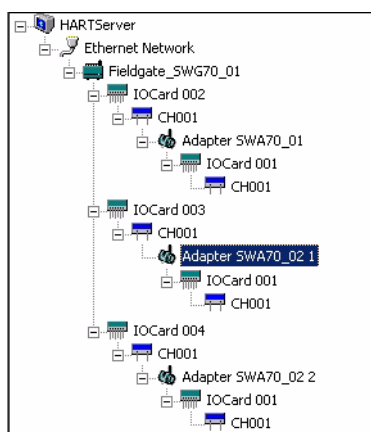 HARTServer
Ethernet Network
Fieldgate_SWG70_01
IOCard 002
CH001
Adapter SWA70_01
IOCard 001
CH001
IOCard 003
CH001
Adapter SWA70_02 1
IOCard 001
CH001
IOCard 004
CH001
Adapter SWA70_02 2
IOCard 001
CH001